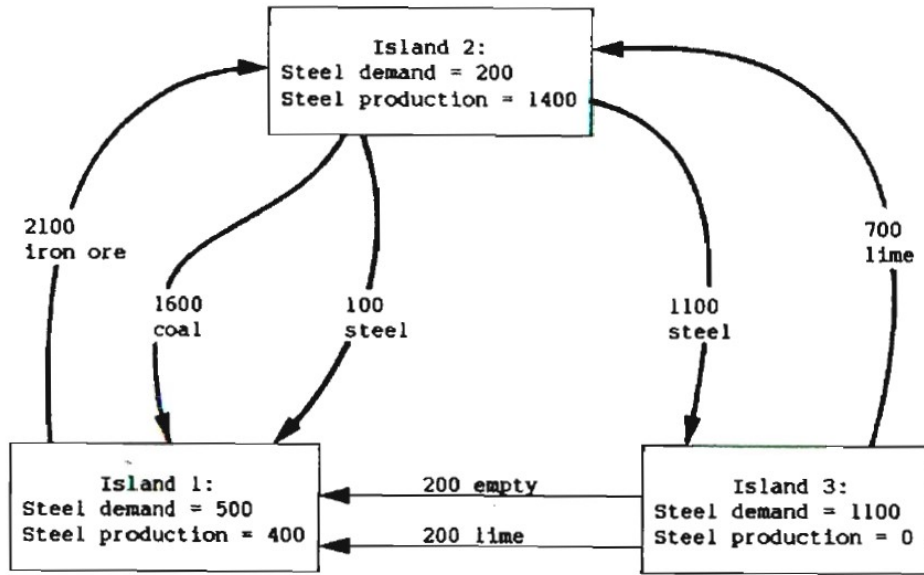 Island 2:
Steel demand = 200
Steel production = 1400
2100
iron ore
700
lime
1600
coal
100
steel
1100
steel
Island 1:
Steel demand = 500
Steel production = 400
200 empty
200 lime
Island 3:
Steel demand = 1100
Steel production = 0